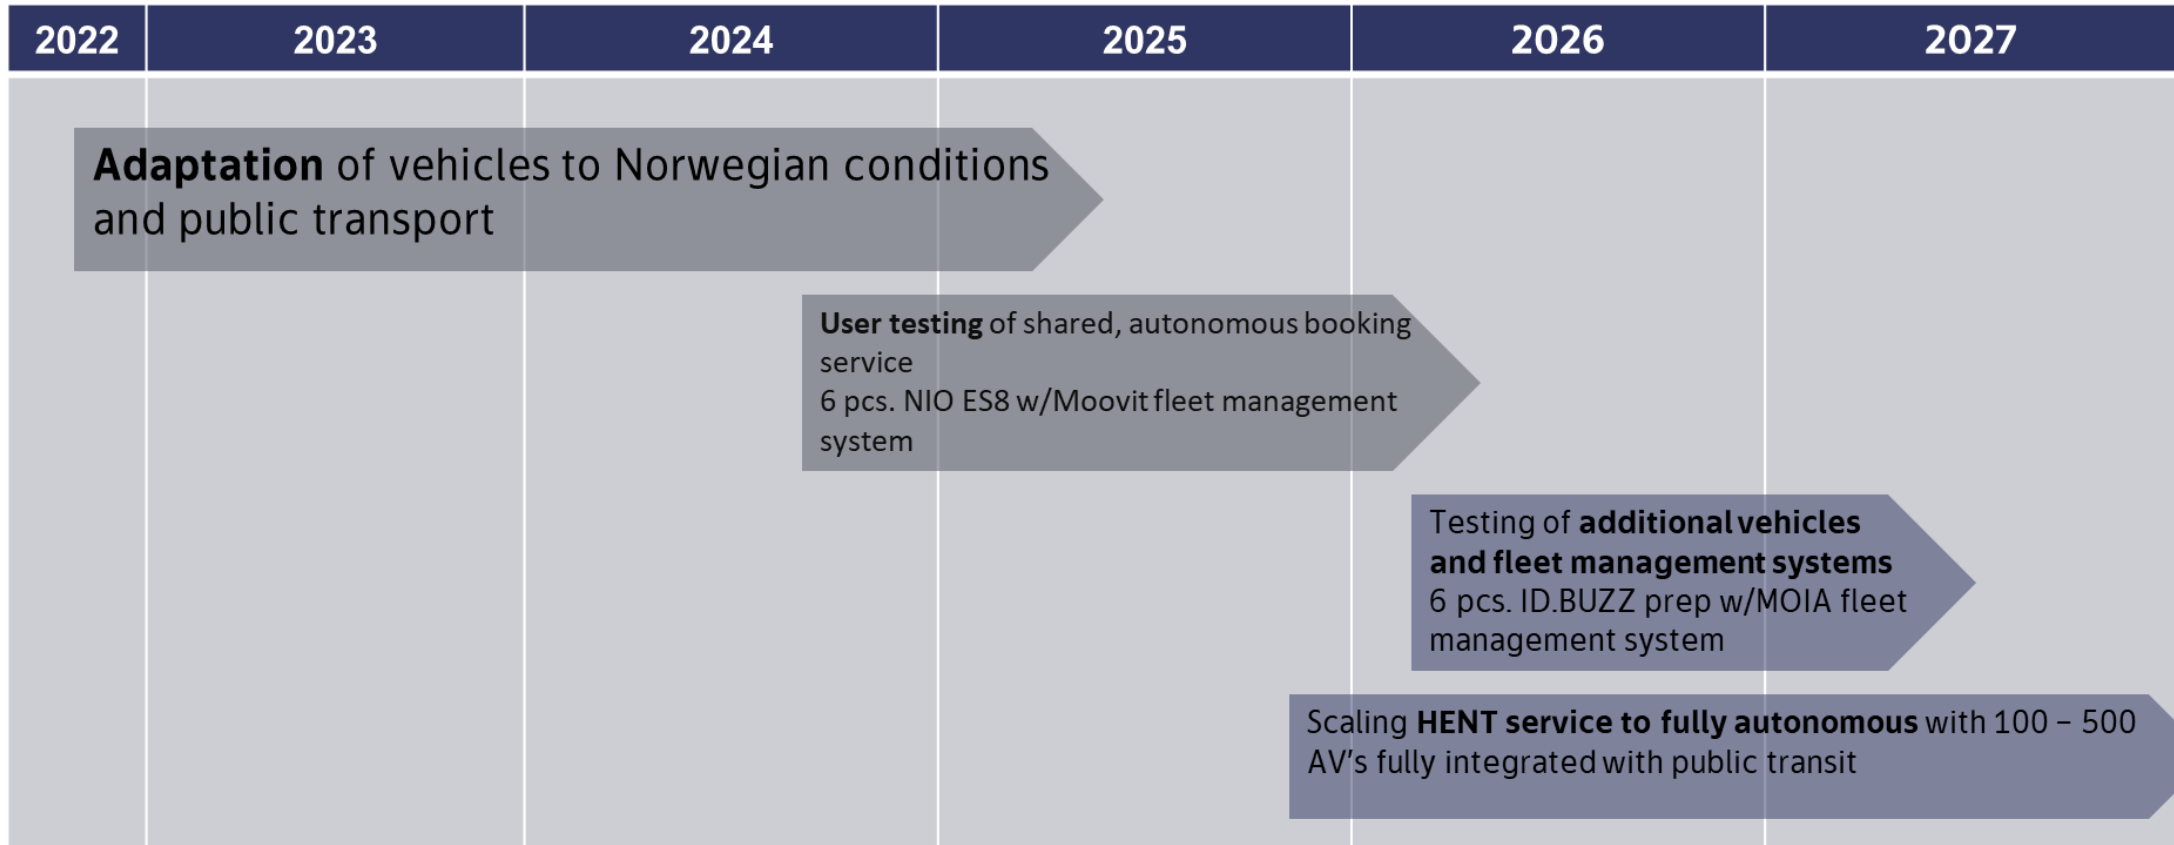 2022 2023 2024 2025 2026 2027
Adaptation of vehicles to Norwegian conditions
and public transport
User testing of shared, autonomous booking
service
6 pcs. NIO ES8 w/Moovit fleet management
system
Testing of additional vehicles
and fleet management systems
6 pcs. ID.BUZZ prep w/MOIA fleet
management system
Scaling HENT service to fully autonomous with 100 – 500
AV's fully integrated with public transit